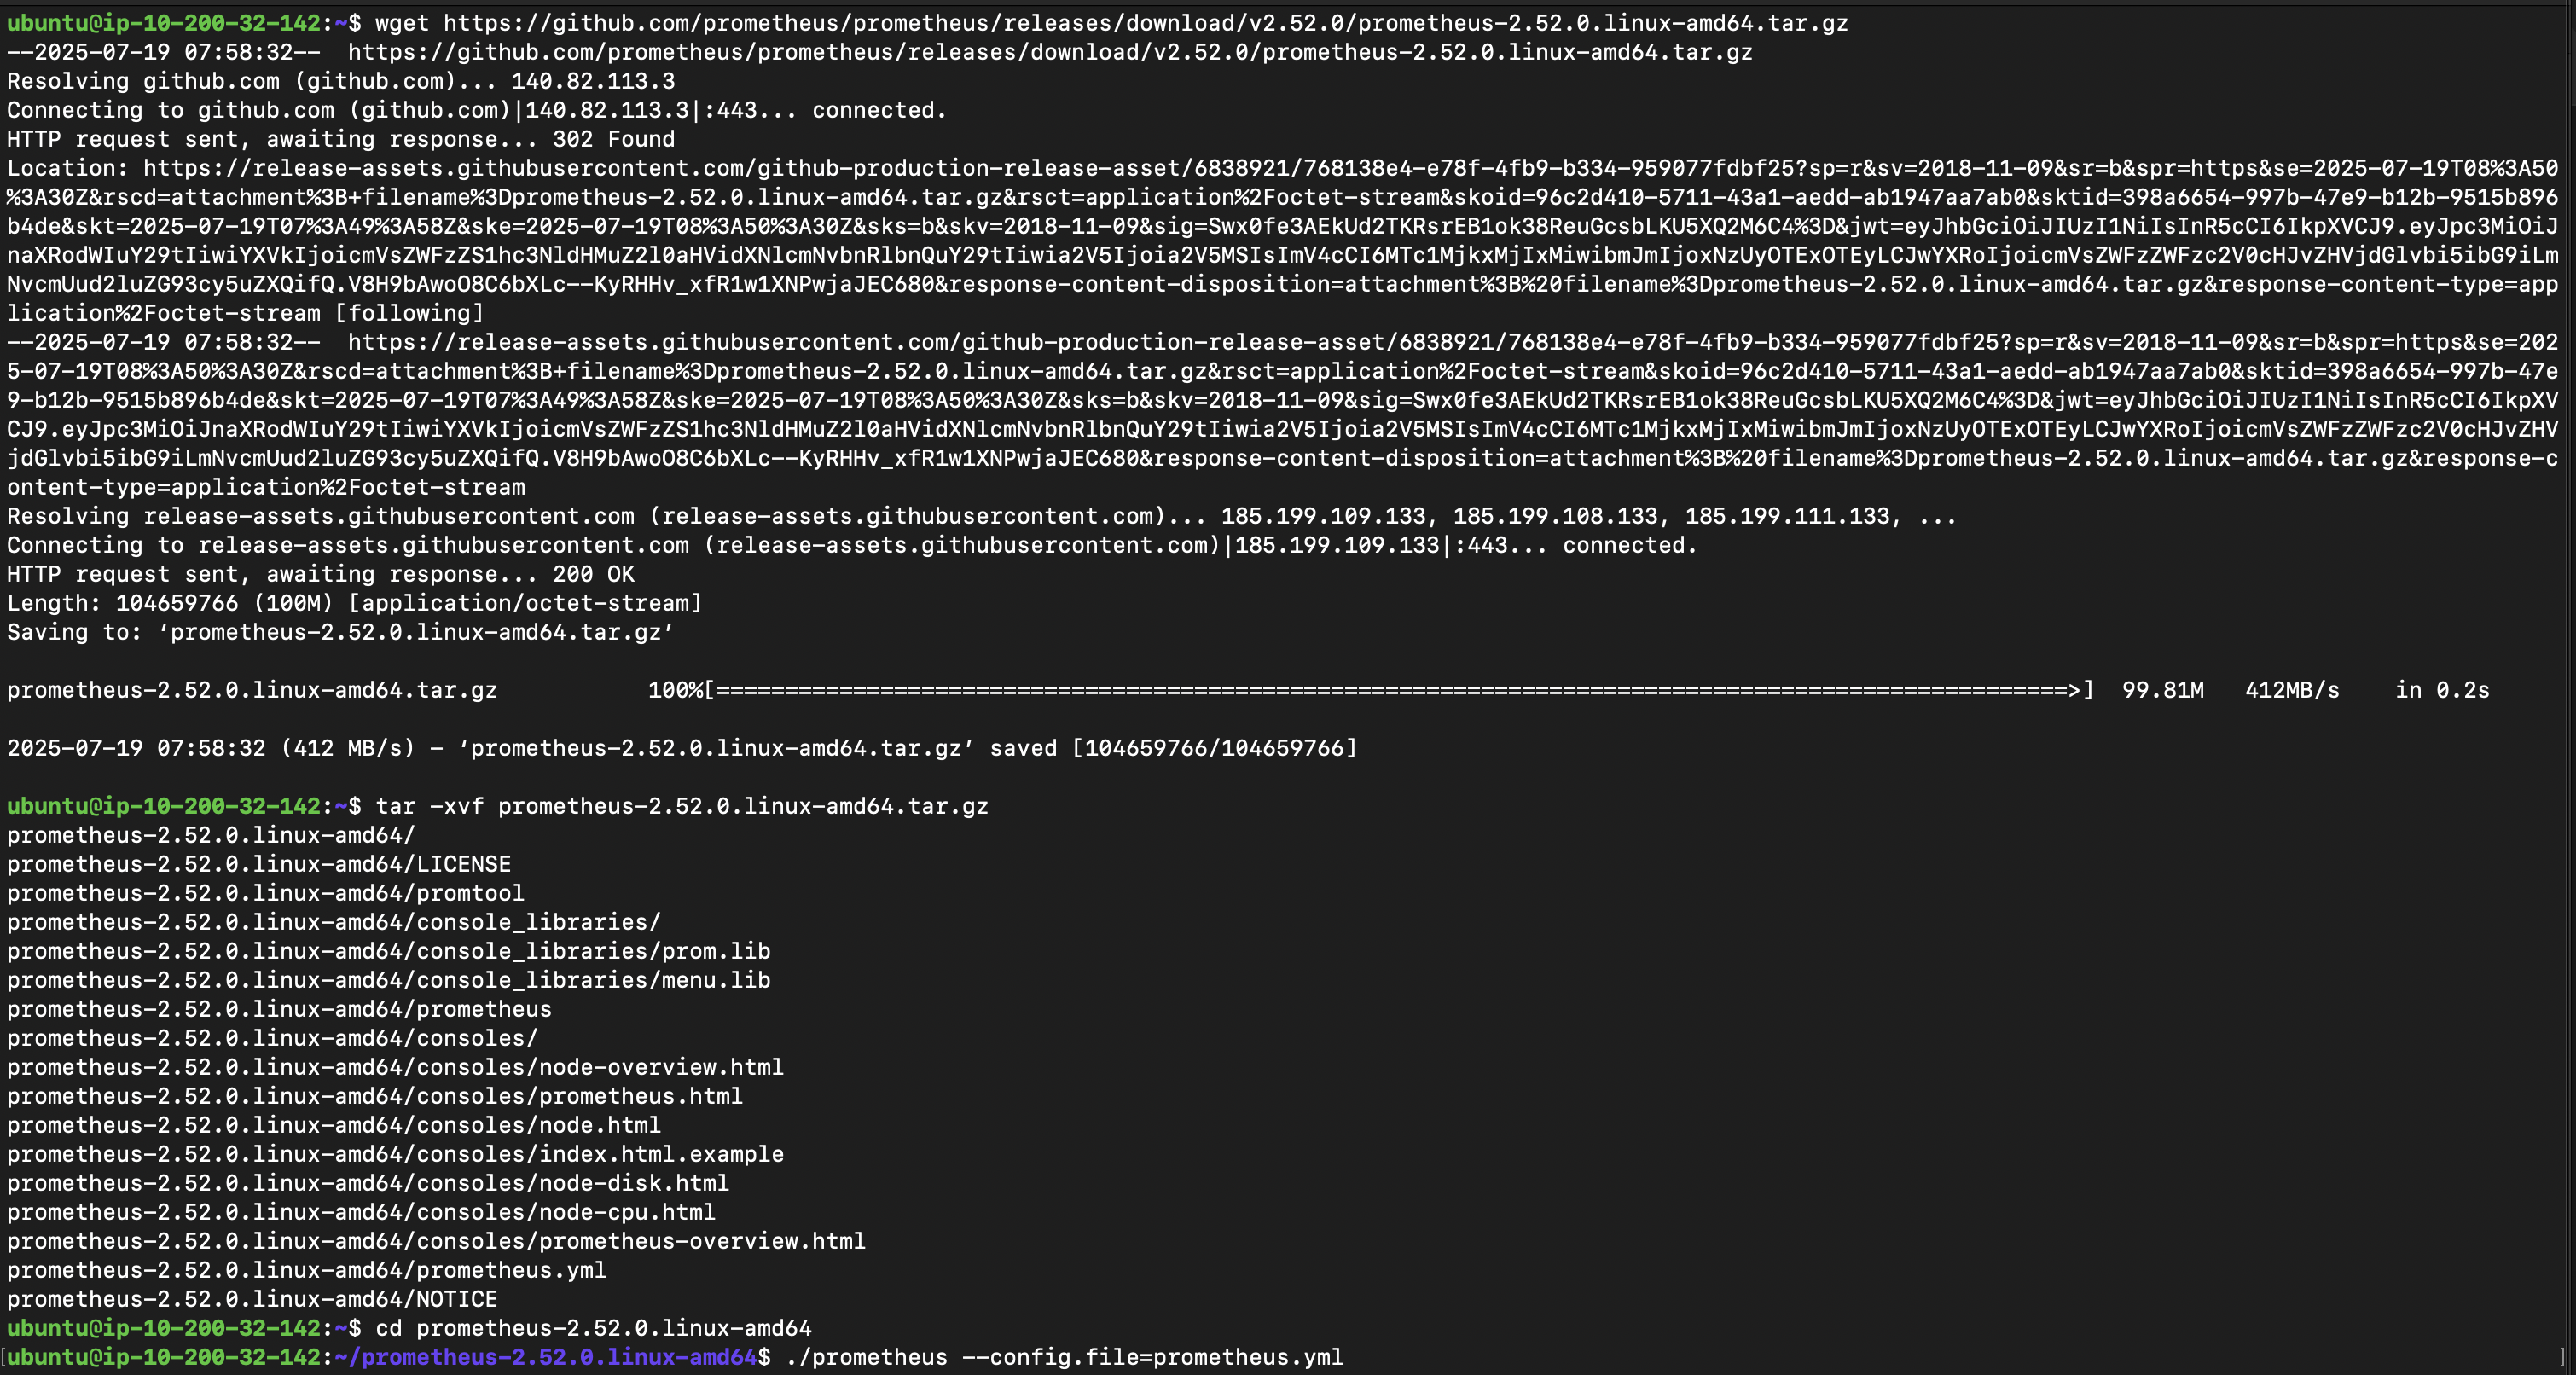 ubuntu@ip-10-200-32-142:~$ wget https://github.com/prometheus/prometheus/releases/download/v2.52.0/prometheus-2.52.0.linux-amd64.tar.gz
--2025-07-19 07:58:32--  https://github.com/prometheus/prometheus/releases/download/v2.52.0/prometheus-2.52.0.linux-amd64.tar.gz
Resolving github.com (github.com)... 140.82.113.3
Connecting to github.com (github.com)|140.82.113.3|:443... connected.
HTTP request sent, awaiting response... 302 Found
Location: https://release-assets.githubusercontent.com/github-production-release-asset/6838921/768138e4-e78f-4fb9-b334-959077fdbf25?sp=r&sv=2018-11-09&sr=b&spr=https&se=2025-07-19T08%3A50
%3A30Z&rscd=attachment%3B+filename%3Dprometheus-2.52.0.linux-amd64.tar.gz&rsct=application%2Foctet-stream&skoid=96c2d410-5711-43a1-aedd-ab1947aa7ab0&sktid=398a6654-997b-47e9-b12b-9515b896
b4de&skt=2025-07-19T07%3A49%3A58Z&ske=2025-07-19T08%3A50%3A30Z&sks=b&skv=2018-11-09&sig=Swx0fe3AEkUd2TKRsrEB1ok38ReuGcsbLKU5XQ2M6C4%3D&jwt=eyJhbGciOiJIUzI1NiIsInR5cCI6IkpXVCJ9.eyJpc3MiOiJ
naXRodWIuY29tIiwiYXVkIjoicmVsZWFzZS1hc3NldHMuZ2l0aHVidXNlcmNvbnRlbnQuY29tIiwia2V5Ijoia2V5MSIsImV4cCI6MTc1MjkxMjIxMiwibmJmIjoxNzUyOTExOTEyLCJwYXRoIjoicmVsZWFzZWFzc2V0cHJvZHVjdGlvbi5ibG9iLm
NvcmUud2luZG93cy5uZXQifQ.V8H9bAwoO8C6bXLc--KyRHHv_xfR1w1XNPwjaJEC680&response-content-disposition=attachment%3B%20filename%3Dprometheus-2.52.0.linux-amd64.tar.gz&response-content-type=app
lication%2Foctet-stream [following]
--2025-07-19 07:58:32--  https://release-assets.githubusercontent.com/github-production-release-asset/6838921/768138e4-e78f-4fb9-b334-959077fdbf25?sp=r&sv=2018-11-09&sr=b&spr=https&se=202
5-07-19T08%3A50%3A30Z&rscd=attachment%3B+filename%3Dprometheus-2.52.0.linux-amd64.tar.gz&rsct=application%2Foctet-stream&skoid=96c2d410-5711-43a1-aedd-ab1947aa7ab0&sktid=398a6654-997b-47e
9-b12b-9515b896b4de&skt=2025-07-19T07%3A49%3A58Z&ske=2025-07-19T08%3A50%3A30Z&sks=b&skv=2018-11-09&sig=Swx0fe3AEkUd2TKRsrEB1ok38ReuGcsbLKU5XQ2M6C4%3D&jwt=eyJhbGciOiJIUzI1NiIsInR5cCI6IkpXV
CJ9.eyJpc3MiOiJnaXRodWIuY29tIiwiYXVkIjoicmVsZWFzZS1hc3NldHMuZ2l0aHVidXNlcmNvbnRlbnQuY29tIiwia2V5Ijoia2V5MSIsImV4cCI6MTc1MjkxMjIxMiwibmJmIjoxNzUyOTExOTEyLCJwYXRoIjoicmVsZWFzZWFzc2V0cHJvZHV
jdGlvbi5ibG9iLmNvcmUud2luZG93cy5uZXQifQ.V8H9bAwoO8C6bXLc--KyRHHv_xfR1w1XNPwjaJEC680&response-content-disposition=attachment%3B%20filename%3Dprometheus-2.52.0.linux-amd64.tar.gz&response-c
ontent-type=application%2Foctet-stream
Resolving release-assets.githubusercontent.com (release-assets.githubusercontent.com)... 185.199.109.133, 185.199.108.133, 185.199.111.133, ...
Connecting to release-assets.githubusercontent.com (release-assets.githubusercontent.com)|185.199.109.133|:443... connected.
HTTP request sent, awaiting response... 200 OK
Length: 104659766 (100M) [application/octet-stream]
Saving to: ‘prometheus-2.52.0.linux-amd64.tar.gz’
prometheus-2.52.0.linux-amd64.tar.gz           100%[===================================================================================================>]  99.81M   412MB/s    in 0.2s
2025-07-19 07:58:32 (412 MB/s) - ‘prometheus-2.52.0.linux-amd64.tar.gz’ saved [104659766/104659766]
ubuntu@ip-10-200-32-142:~$ tar -xvf prometheus-2.52.0.linux-amd64.tar.gz
prometheus-2.52.0.linux-amd64/
prometheus-2.52.0.linux-amd64/LICENSE
prometheus-2.52.0.linux-amd64/promtool
prometheus-2.52.0.linux-amd64/console_libraries/
prometheus-2.52.0.linux-amd64/console_libraries/prom.lib
prometheus-2.52.0.linux-amd64/console_libraries/menu.lib
prometheus-2.52.0.linux-amd64/prometheus
prometheus-2.52.0.linux-amd64/consoles/
prometheus-2.52.0.linux-amd64/consoles/node-overview.html
prometheus-2.52.0.linux-amd64/consoles/prometheus.html
prometheus-2.52.0.linux-amd64/consoles/node.html
prometheus-2.52.0.linux-amd64/consoles/index.html.example
prometheus-2.52.0.linux-amd64/consoles/node-disk.html
prometheus-2.52.0.linux-amd64/consoles/node-cpu.html
prometheus-2.52.0.linux-amd64/consoles/prometheus-overview.html
prometheus-2.52.0.linux-amd64/prometheus.yml
prometheus-2.52.0.linux-amd64/NOTICE
ubuntu@ip-10-200-32-142:~$ cd prometheus-2.52.0.linux-amd64
[ubuntu@ip-10-200-32-142:~/prometheus-2.52.0.linux-amd64$ ./prometheus --config.file=prometheus.yml ]